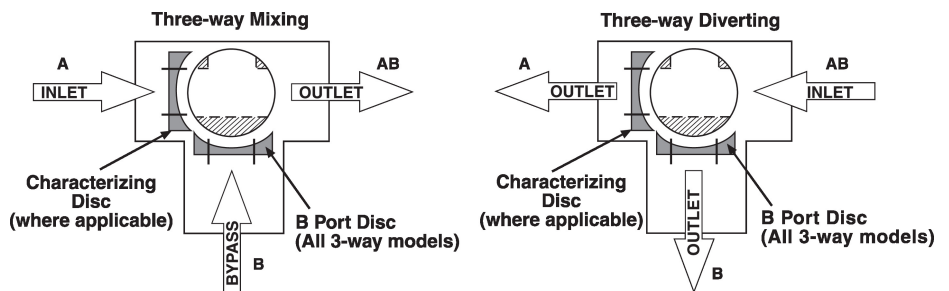 Three-way Mixing
A
INLET
AB
OUTLET
Characterizing
Disc
(where applicable)
B Port Disc
(All 3-way models)
BYPASS
B
Three-way Diverting
A
OUTLET
AB
INLET
Characterizing
Disc
(where applicable)
B Port Disc
(All 3-way models)
OUTLET
B